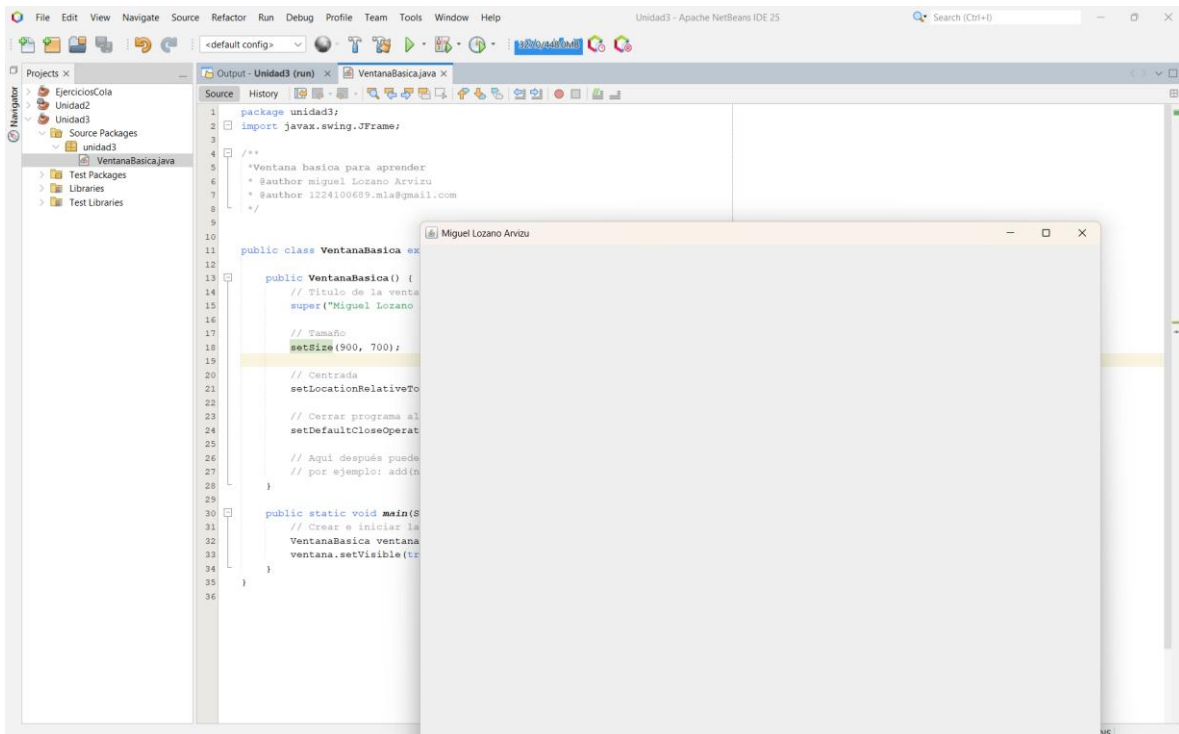 File Edit View Navigate Source Refactor Run Debug Profile Team Tools Window Help
Unidad3 - Apache NetBeans IDE 25
Search (Ctrl+I)
<default config>
Projects
Output - Unidad3 (run)
VentanaBasica.java
Navigator
EjerciciosCola
Unidad2
Unidad3
Source Packages
unidad3
VentanaBasica.java
Test Packages
Libraries
Test Libraries
Source History
1 package unidad3;
2 import javax.swing.JFrame;
3
4 /**
5 *Ventana basica para aprender
6 * @author miguel Lozano Arvizu
7 * @author 1224100689.mla@gmail.com
8 */
9
10
11 public class VentanaBasica ex
12
13 public VentanaBasica() {
14 // Título de la venta
15 super("Miguel Lozano
16
17 // Tamaño
18 setSize(900, 700);
19
20 // Centrada
21 setLocationRelativeTo
22
23 // Cerrar programa al
24 setDefaultCloseOperat
25
26 // Aquí después puede
27 // por ejemplo: add(n
28 }
29
30 public static void main(S
31 // Crear e iniciar la
32 VentanaBasica ventana
33 ventana.setVisible(tr
34 }
35 }
36
Miguel Lozano Arvizu